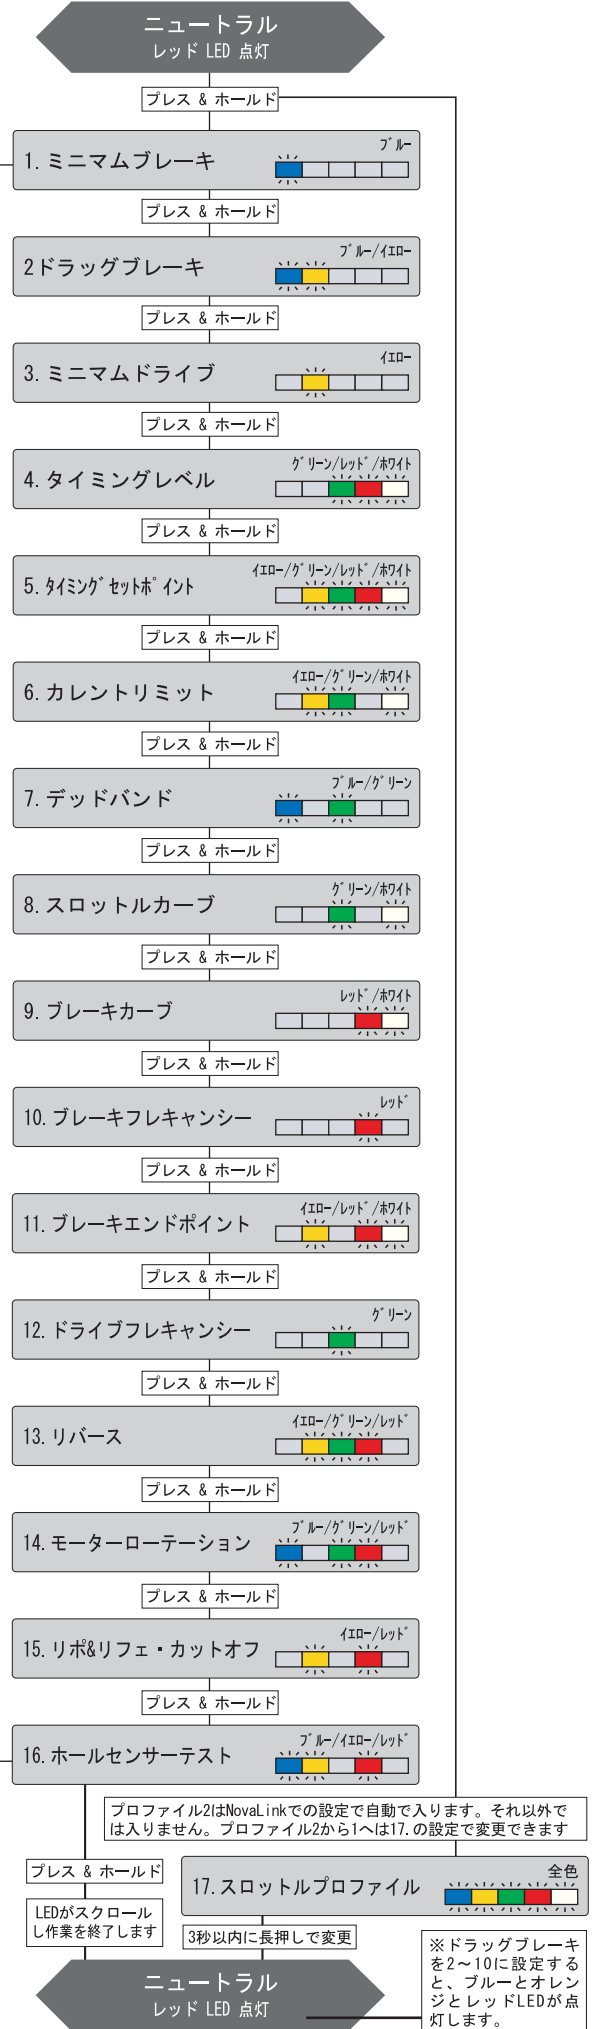 ニュートラル
レッド LED 点灯
プレス & ホールド
1. ミニマムブレーキ
ブルー
プレス & ホールド
2ドラッグブレーキ
ブルー/イエロー
プレス & ホールド
3. ミニマムドライブ
イエロー
プレス & ホールド
4. タイミングレベル
グリーン/レッド/ホワイト
プレス & ホールド
5. タイミングセットポイント
イエロー/グリーン/レッド/ホワイト
プレス & ホールド
6. カレントリミット
イエロー/グリーン/ホワイト
プレス & ホールド
7. デッドバンド
ブルー/グリーン
プレス & ホールド
8. スロットルカーブ
グリーン/ホワイト
プレス & ホールド
9. ブレーキカーブ
レッド/ホワイト
プレス & ホールド
10. ブレーキフレキャンシー
レッド
プレス & ホールド
11. ブレーキエンドポイント
イエロー/レッド/ホワイト
プレス & ホールド
12. ドライブフレキャンシー
グリーン
プレス & ホールド
13. リバース
イエロー/グリーン/レッド
プレス & ホールド
14. モーターローテーション
ブルー/グリーン/レッド
プレス & ホールド
15. リポ&リフェ・カットオフ
イエロー/レッド
プレス & ホールド
16. ホールセンサーテスト
ブルー/イエロー/レッド
プロファイル2はNovaLinkでの設定で自動で入ります。それ以外で
は入りません。プロファイル2から1へは17.の設定で変更できます
プレス & ホールド
17. スロットルプロファイル
全色
LEDがスクロール
し作業を終了します
3秒以内に長押しで変更
※ドラッグブレーキ
を2～10に設定する
と、ブルーとオレン
ジとレッドLEDが点
灯します。
ニュートラル
レッド LED 点灯